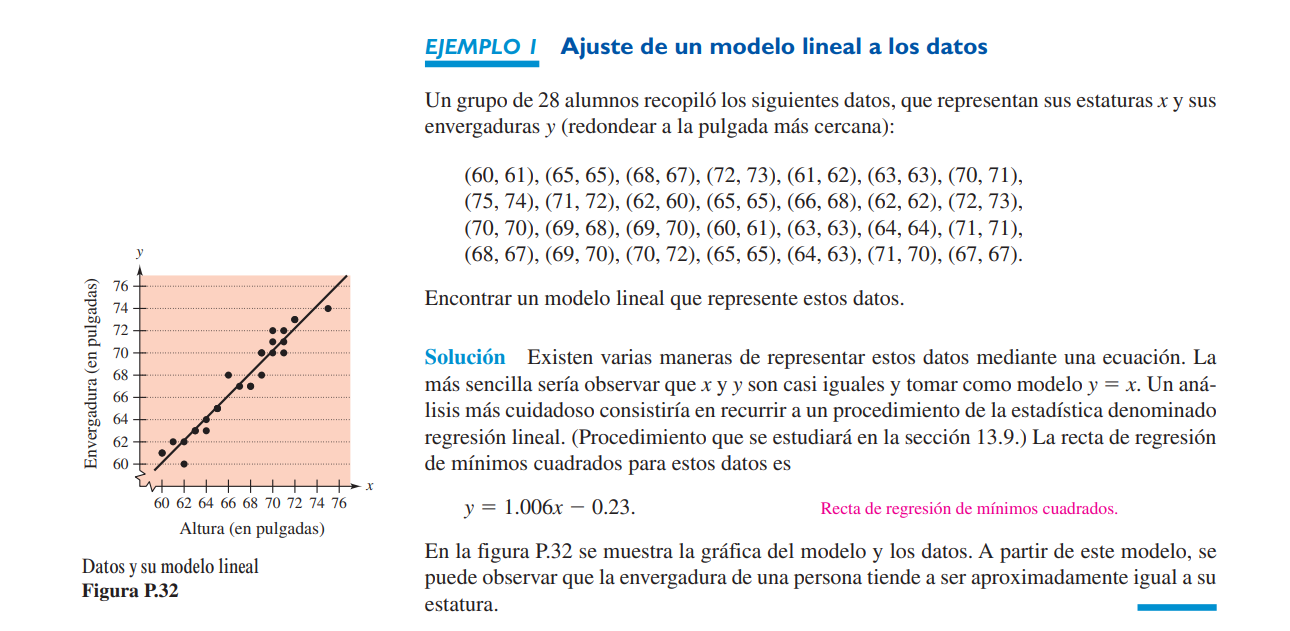 EJEMPLO 1 Ajuste de un modelo lineal a los datos
Un grupo de 28 alumnos recopiló los siguientes datos, que representan sus estaturas x y sus
envergaduras y (redondear a la pulgada más cercana):
(60, 61), (65, 65), (68, 67), (72, 73), (61, 62), (63, 63), (70, 71),
(75, 74), (71, 72), (62, 60), (65, 65), (66, 68), (62, 62), (72, 73),
(70, 70), (69, 68), (69, 70), (60, 61), (63, 63), (64, 64), (71, 71),
(68, 67), (69, 70), (70, 72), (65, 65), (64, 63), (71, 70), (67, 67).
Encontrar un modelo lineal que represente estos datos.
Solución Existen varias maneras de representar estos datos mediante una ecuación. La
más sencilla sería observar que x y y son casi iguales y tomar como modelo y = x. Un aná-
lisis más cuidadoso consistiría en recurrir a un procedimiento de la estadística denominado
regresión lineal. (Procedimiento que se estudiará en la sección 13.9.) La recta de regresión
de mínimos cuadrados para estos datos es
y = 1.006x − 0.23. Recta de regresión de mínimos cuadrados.
En la figura P.32 se muestra la gráfica del modelo y los datos. A partir de este modelo, se
puede observar que la envergadura de una persona tiende a ser aproximadamente igual a su
estatura.
y
Envergadura (en pulgadas)
76
74
72
70
68
66
64
62
60
x
60 62 64 66 68 70 72 74 76
Altura (en pulgadas)
Datos y su modelo lineal
Figura P.32